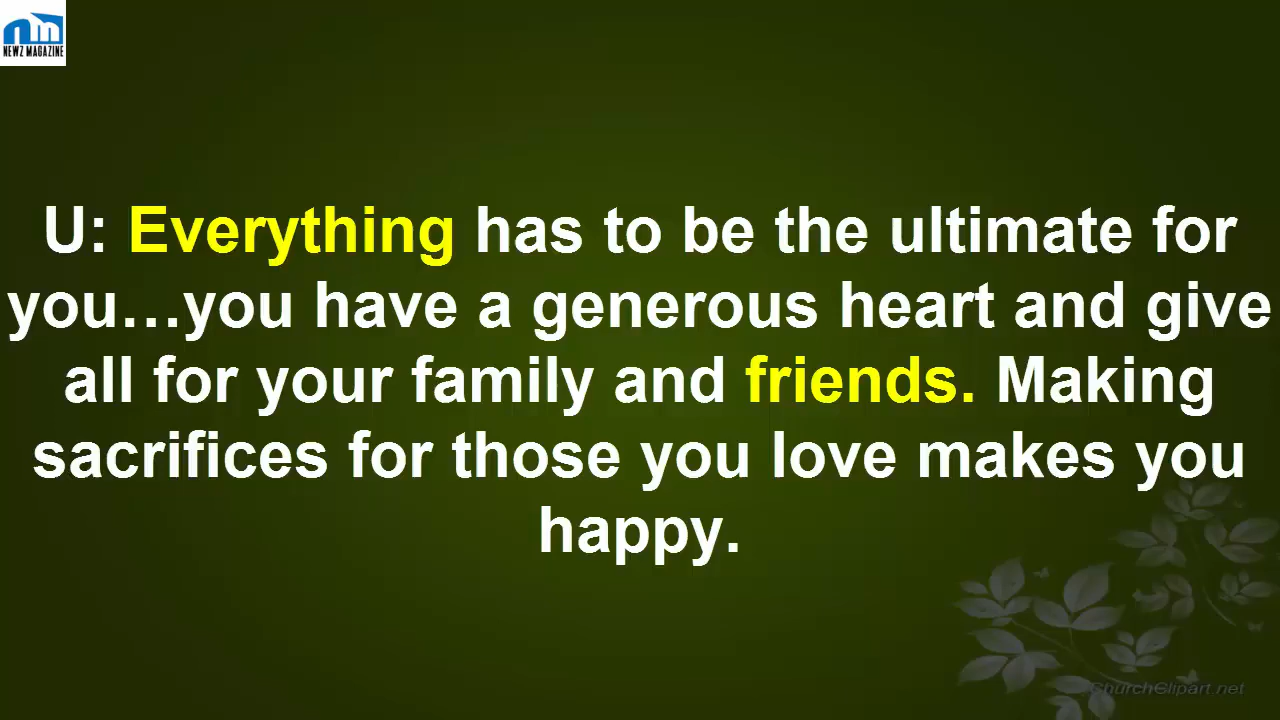 nm
NEWZ MAGAZINE
U: Everything has to be the ultimate for
you…you have a generous heart and give
all for your family and friends. Making
sacrifices for those you love makes you
happy.
ChurchClipart.net